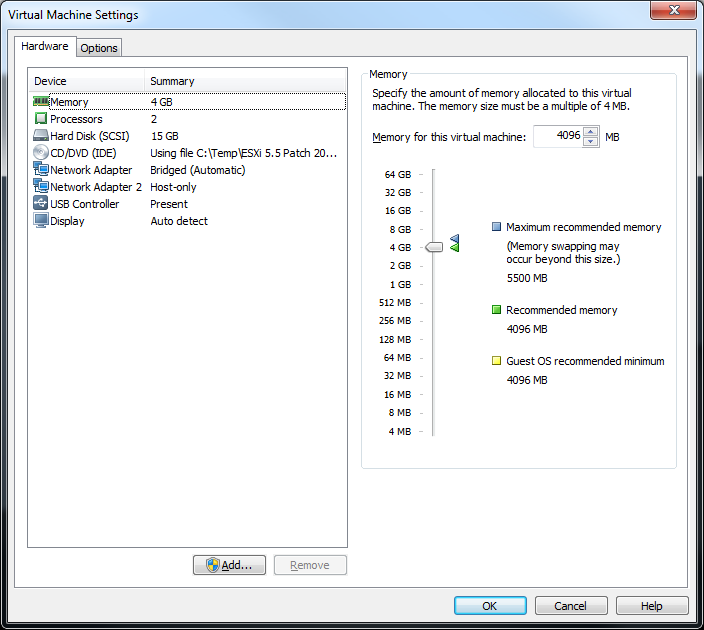 Virtual Machine Settings
Hardware
Options
Device Summary
Memory 4 GB
Processors 2
Hard Disk (SCSI) 15 GB
CD/DVD (IDE) Using file C:\Temp\ESXi 5.5 Patch 20...
Network Adapter Bridged (Automatic)
Network Adapter 2 Host-only
USB Controller Present
Display Auto detect
Add...
Remove
Memory
Specify the amount of memory allocated to this virtual
machine. The memory size must be a multiple of 4 MB.
Memory for this virtual machine: 4096 MB
64 GB
32 GB
16 GB
8 GB
4 GB
2 GB
1 GB
512 MB
256 MB
128 MB
64 MB
32 MB
16 MB
8 MB
4 MB
Maximum recommended memory
(Memory swapping may
occur beyond this size.)
5500 MB
Recommended memory
4096 MB
Guest OS recommended minimum
4096 MB
OK
Cancel
Help